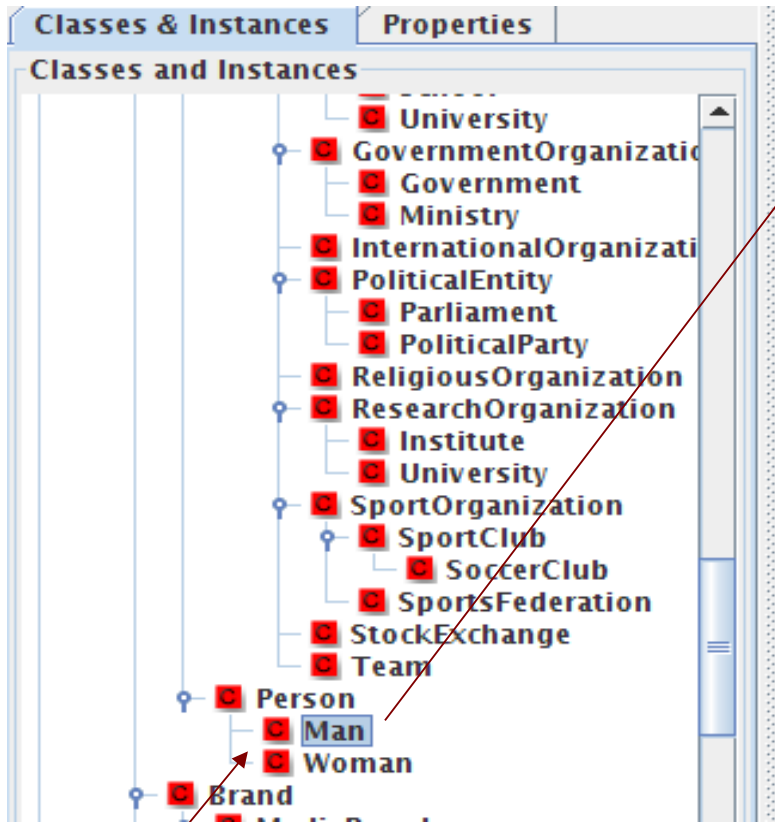 Classes & Instances Properties
Classes and Instances
C University
C GovernmentOrganizatio
C Government
C Ministry
C InternationalOrganizati
C PoliticalEntity
C Parliament
C PoliticalParty
C ReligiousOrganization
C ResearchOrganization
C Institute
C University
C SportOrganization
C SportClub
C SoccerClub
C SportsFederation
C StockExchange
C Team
C Person
C Man
C Woman
C Brand